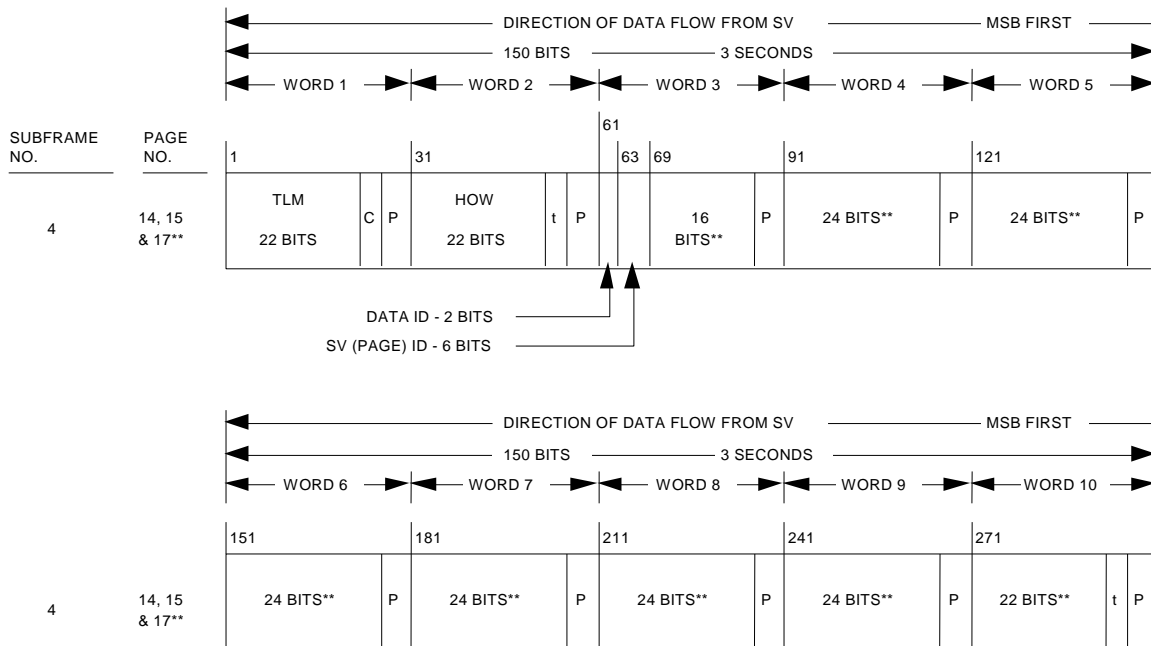 DIRECTION OF DATA FLOW FROM SV MSB FIRST
150 BITS 3 SECONDS
WORD 1 WORD 2 WORD 3 WORD 4 WORD 5
SUBFRAME NO.
PAGE NO.
1 31 61 63 69 91 121
4
14, 15 & 17**
TLM
22 BITS
C
P
HOW
22 BITS
t
P
16 BITS**
P
24 BITS**
P
24 BITS**
P
DATA ID - 2 BITS
SV (PAGE) ID - 6 BITS
DIRECTION OF DATA FLOW FROM SV MSB FIRST
150 BITS 3 SECONDS
WORD 6 WORD 7 WORD 8 WORD 9 WORD 10
151 181 211 241 271
4
14, 15 & 17**
24 BITS**
P
24 BITS**
P
24 BITS**
P
24 BITS**
P
22 BITS**
t
P